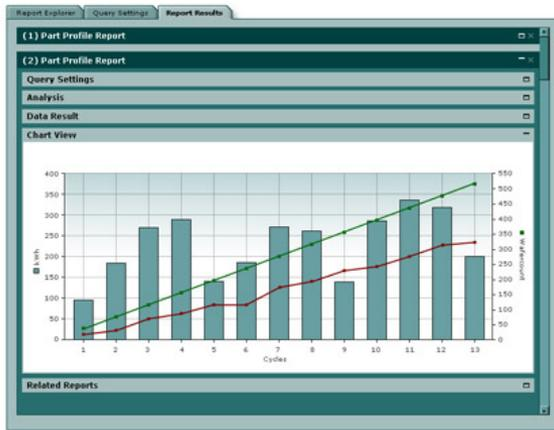 Report Explorer Query Settings Report Results
(1) Part Profile Report
(2) Part Profile Report
Query Settings
Analysis
Data Result
Chart View
400
350
300
250
200
150
100
50
0
kWh
550
500
450
400
350
300
250
200
150
100
50
0
Wafercount
1 2 3 4 5 6 7 8 9 10 11 12 13
Cycles
Related Reports